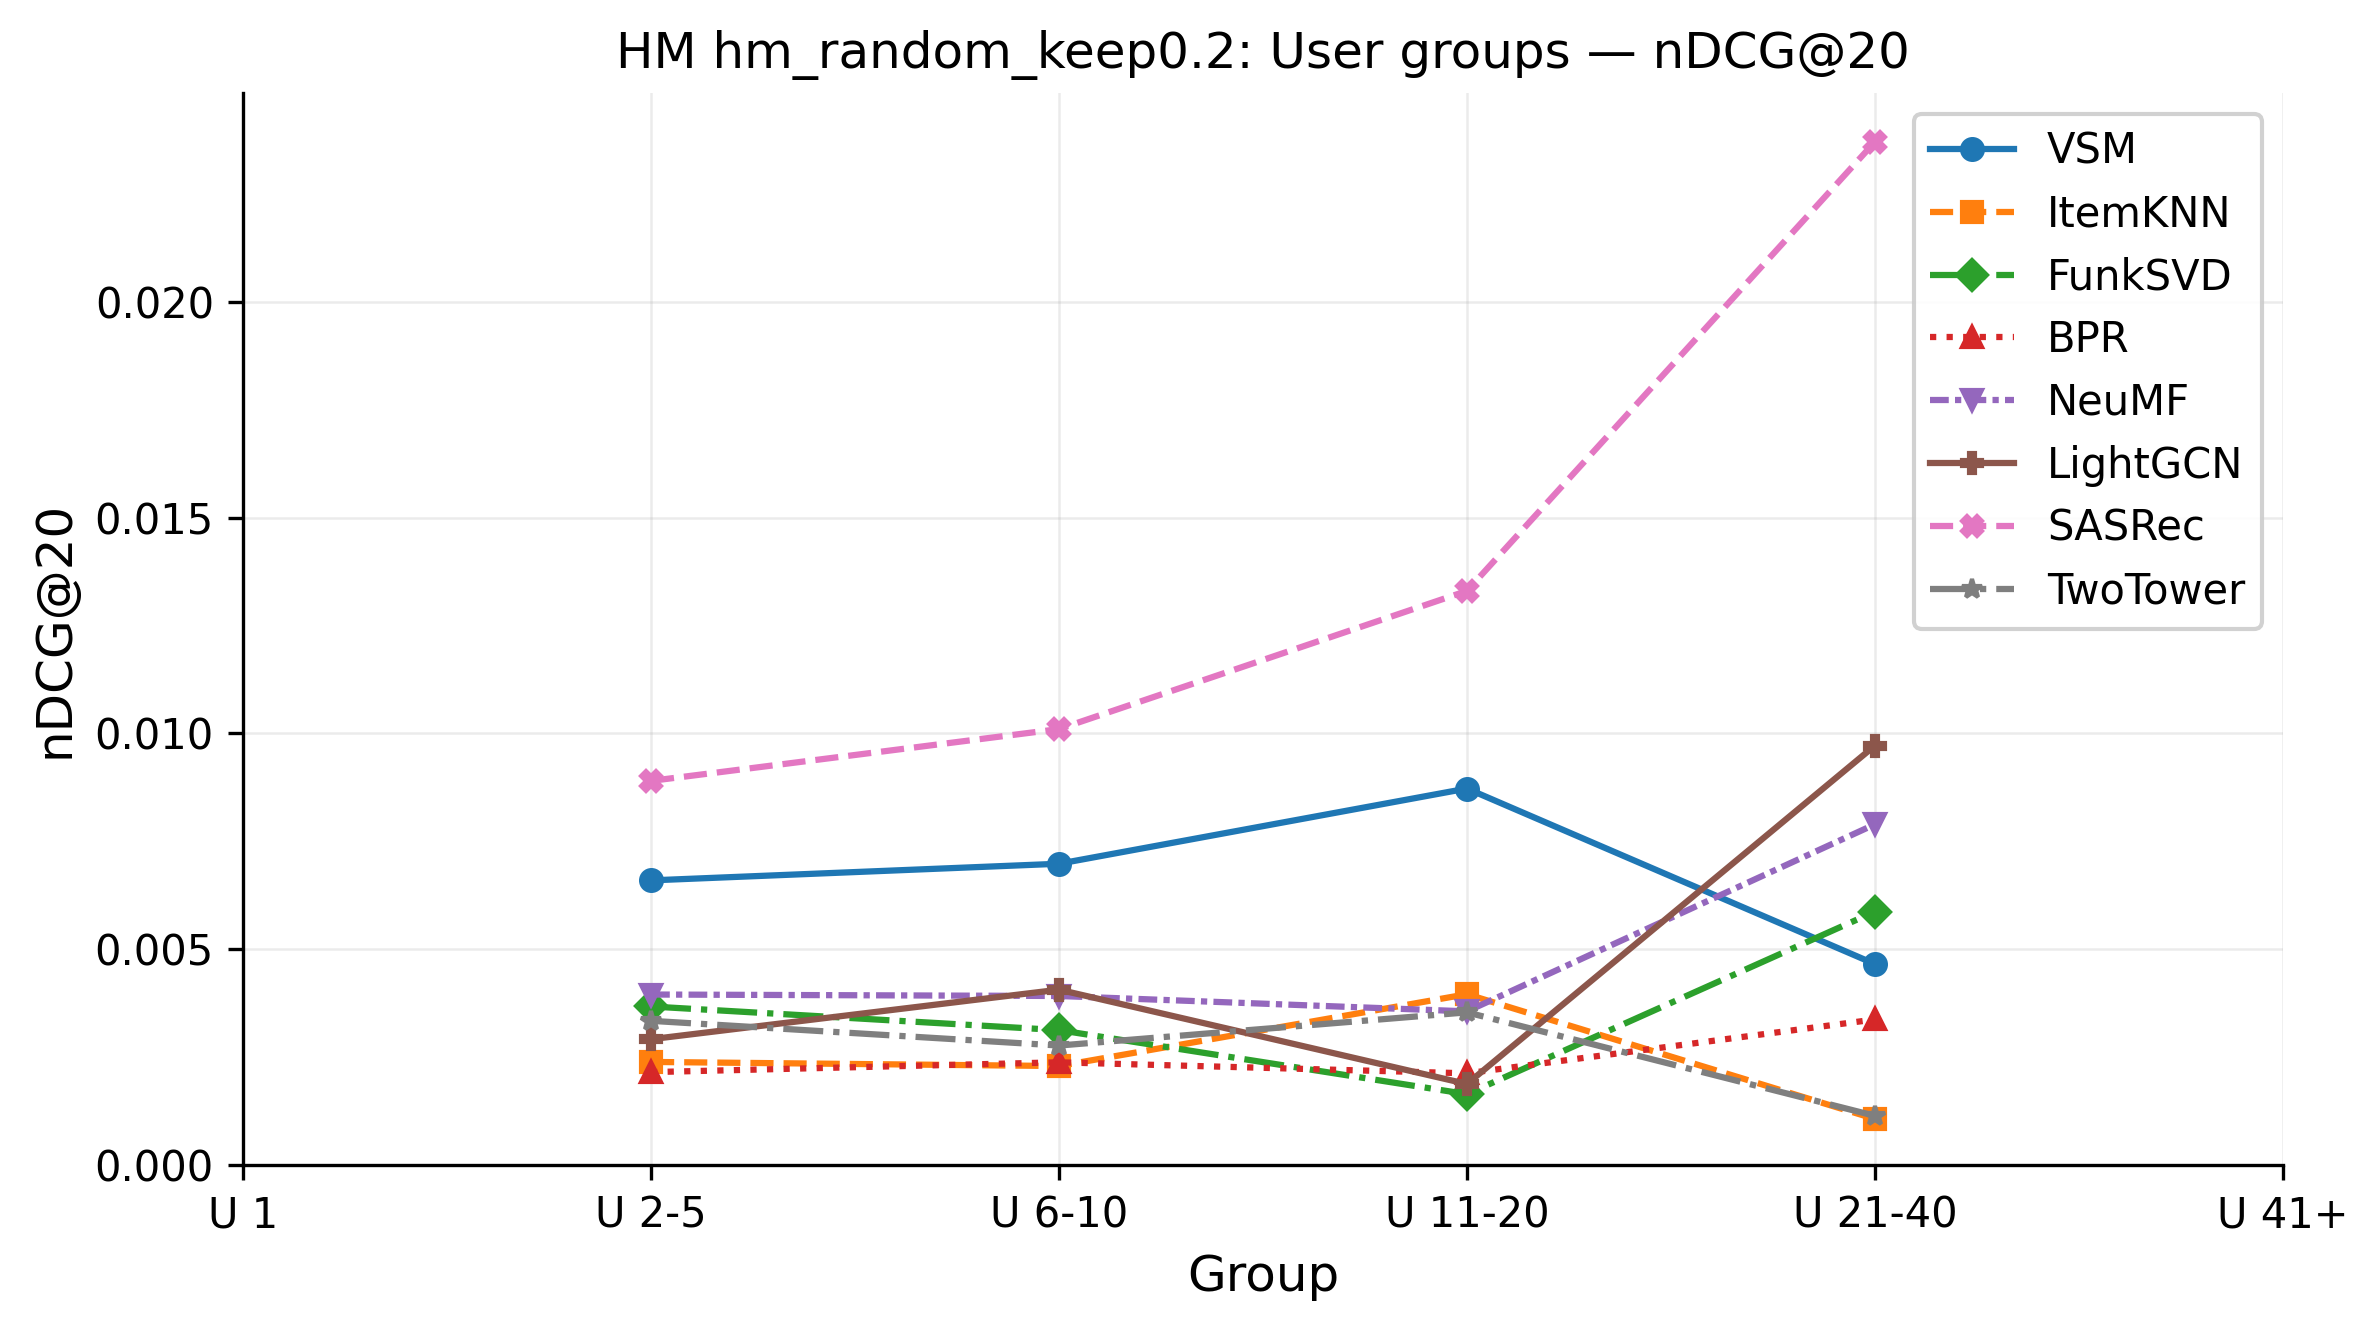 HM hm_random_keep0.2: User groups — nDCG@20
nDCG@20
0.020
0.015
0.010
0.005
0.000
U 1
U 2-5
U 6-10
U 11-20
U 21-40
U 41+
Group
VSM
ItemKNN
FunkSVD
BPR
NeuMF
LightGCN
SASRec
TwoTower